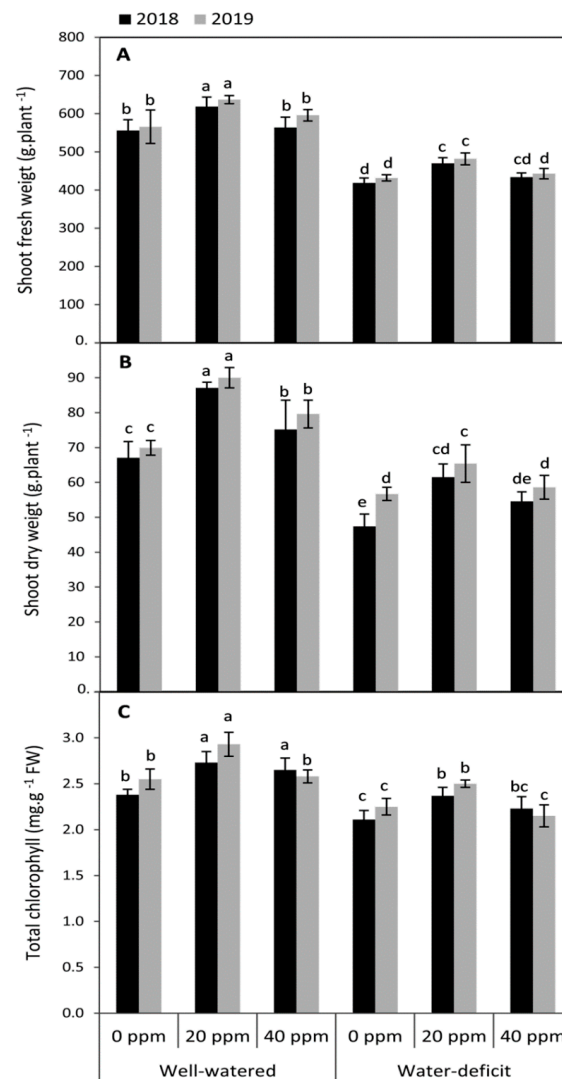 2018 2019
A
Shoot fresh weigt (g.plant -1)
800
700
600
500
400
300
200
100
0.
b b a a b b d d c c cd d
B
Shoot dry weigt (g.plant -1)
90
80
70
60
50
40
30
20
10
0.
c c a a b b e d cd c de d
C
Total chlorophyll (mg.g -1 FW)
3.0
2.5
2.0
1.5
1.0
0.5
0.0
b b a a a b c c b b bc c
0 ppm 20 ppm 40 ppm 0 ppm 20 ppm 40 ppm
Well-watered Water-deficit